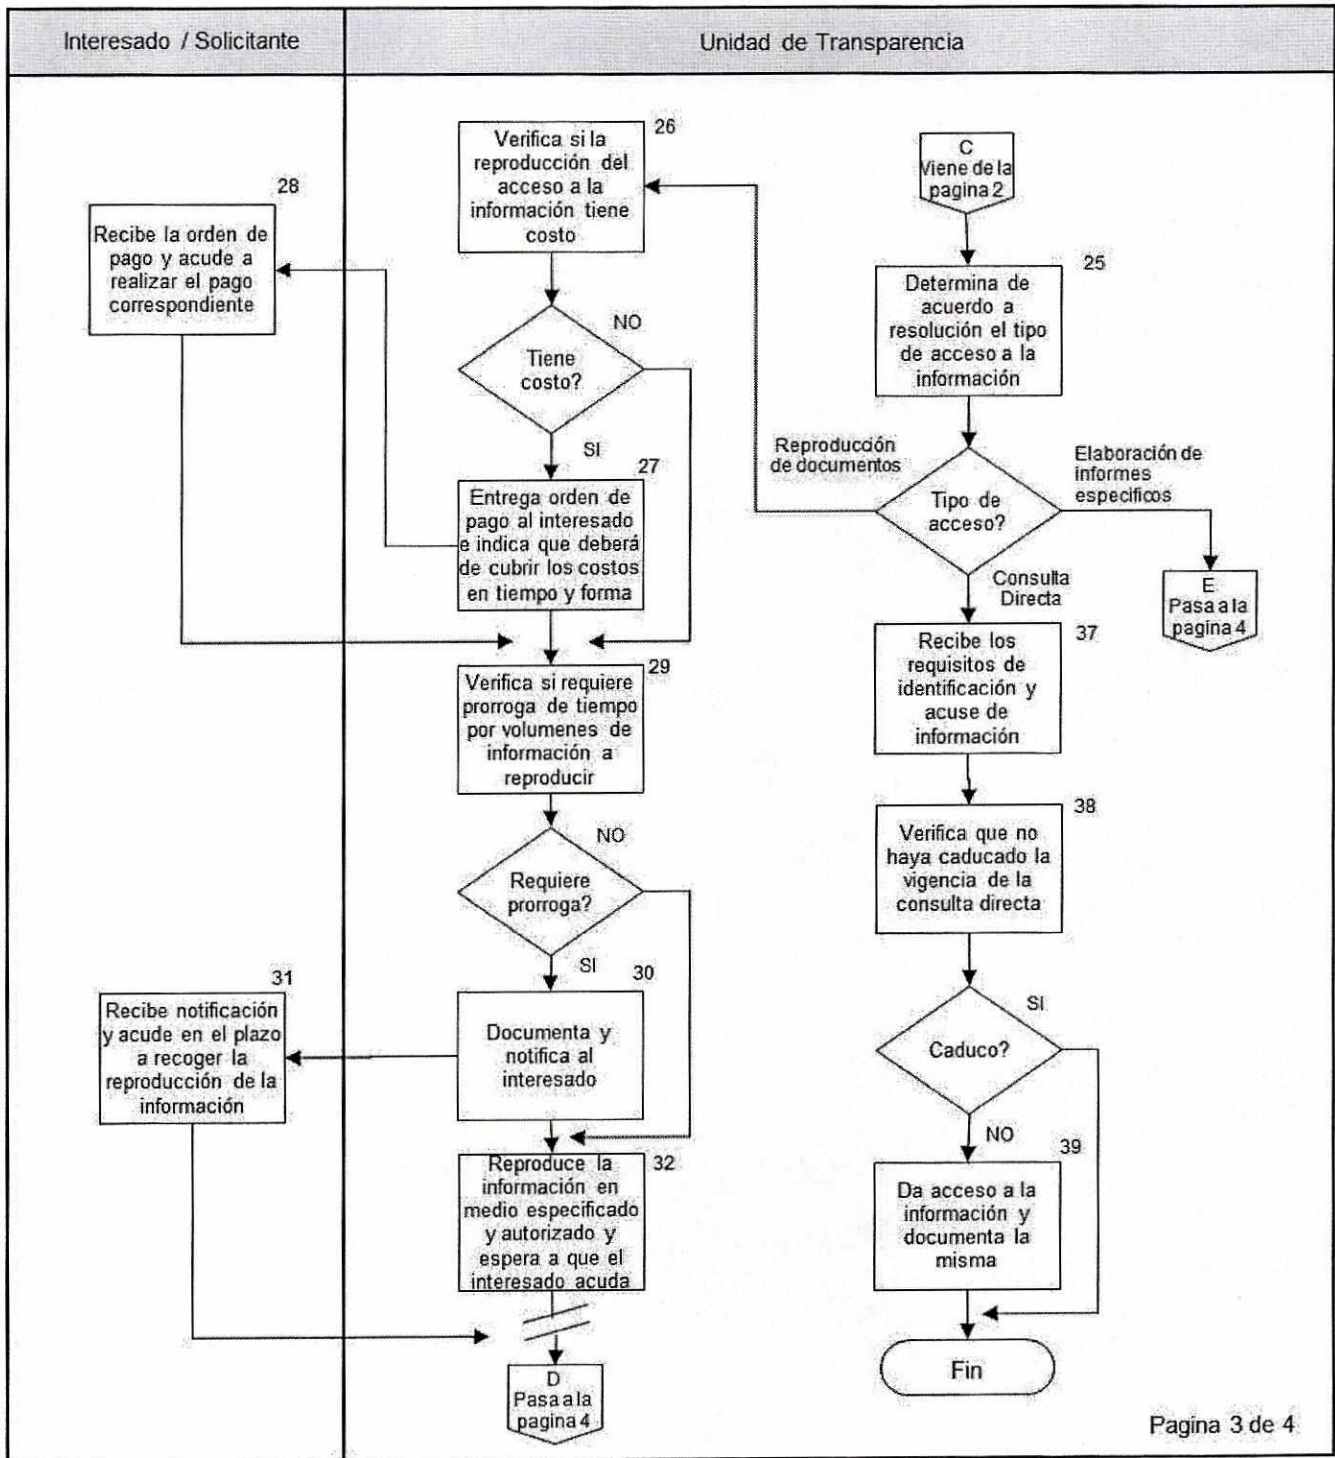 Interesado / Solicitante
Unidad de Transparencia
C
Viene de la
pagina 2
25
Determina de
acuerdo a
resolución el tipo
de acceso a la
información
Tipo de
acceso?
Reproducción
de documentos
Elaboración de
informes
especificos
Consulta
Directa
E
Pasa a la
pagina 4
26
Verifica si la
reproducción del
acceso a la
información tiene
costo
Tiene
costo?
NO
SI
27
Entrega orden de
pago al interesado
e indica que deberá
de cubrir los costos
en tiempo y forma
28
Recibe la orden de
pago y acude a
realizar el pago
correspondiente
29
Verifica si requiere
prorroga de tiempo
por volumenes de
información a
reproducir
Requiere
prorroga?
NO
SI
30
Documenta y
notifica al
interesado
31
Recibe notificación
y acude en el plazo
a recoger la
reproducción de la
información
32
Reproduce la
información en
medio especificado
y autorizado y
espera a que el
interesado acuda
D
Pasa a la
pagina 4
37
Recibe los
requisitos de
identificación y
acuse de
información
38
Verifica que no
haya caducado la
vigencia de la
consulta directa
Caduco?
SI
NO
39
Da acceso a la
información y
documenta la
misma
Fin
Pagina 3 de 4